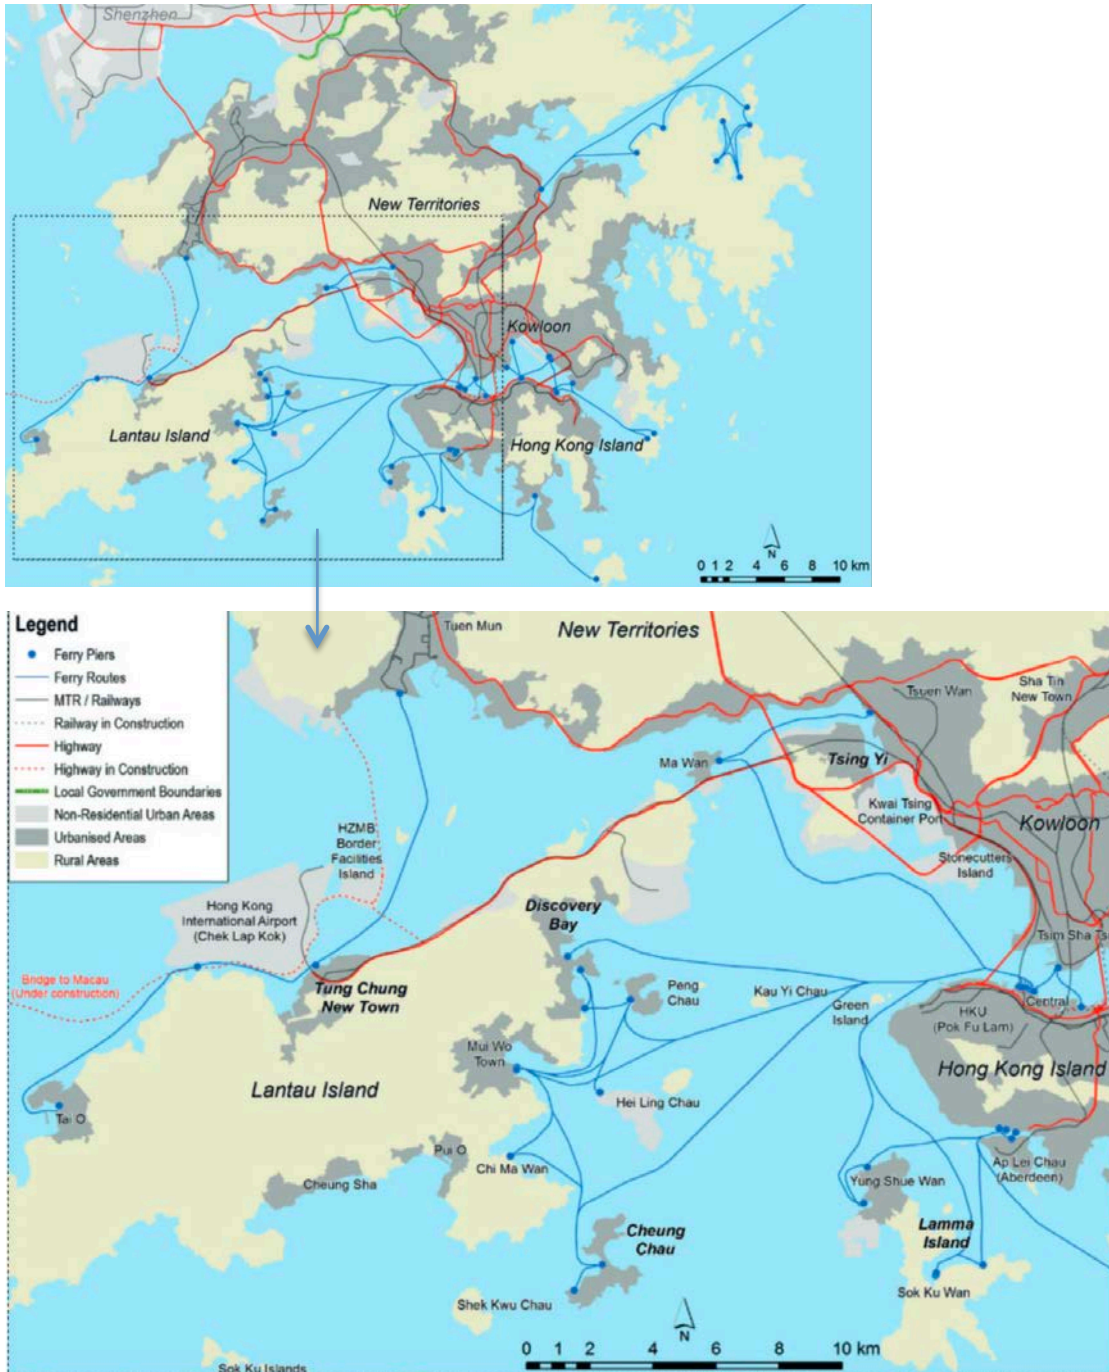 Shenzhen
New Territories
Kowloon
Lantau Island
Hong Kong Island
N
0 1 2 4 6 8 10 km
Legend
Ferry Piers
Ferry Routes
MTR / Railways
Railway in Construction
Highway
Highway in Construction
Local Government Boundaries
Non-Residential Urban Areas
Urbanised Areas
Rural Areas
Tuen Mun
New Territories
Tsuen Wan
Sha Tin
New Town
Ma Wan
Tsing Yi
Kwai Tsing
Container Port
Kowloon
Stonecutters
Island
HZMB
Border
Facilities
Island
Hong Kong
International Airport
(Chek Lap Kok)
Discovery
Bay
Tsim Sha Tsu
Bridge to Macau
(Under construction)
Tung Chung
New Town
Peng
Chau
Kau Yi Chau
Green
Island
Central
HKU
(Pok Fu Lam)
Mui Wo
Town
Hong Kong Island
Lantau Island
Hei Ling Chau
Tai O
Pui O
Chi Ma Wan
Cheung Sha
Yung Shue Wan
Ap Lei Chau
(Aberdeen)
Cheung
Chau
Lamma
Island
Sok Ku Wan
Shek Kwu Chau
N
0 1 2 4 6 8 10 km
Sok Ku Islands